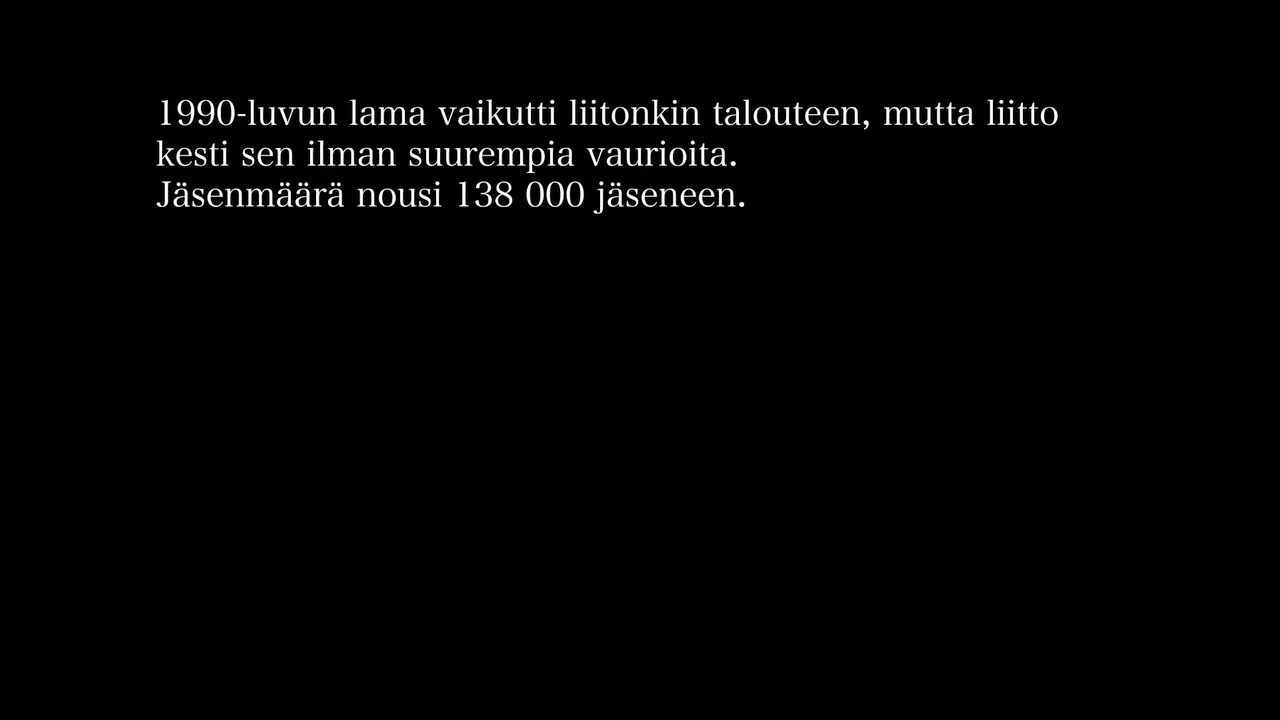 1990-luvun lama vaikutti liitonkin talouteen, mutta liitto
kesti sen ilman suurempia vaurioita.
Jäsenmäärä nousi 138 000 jäseneen.